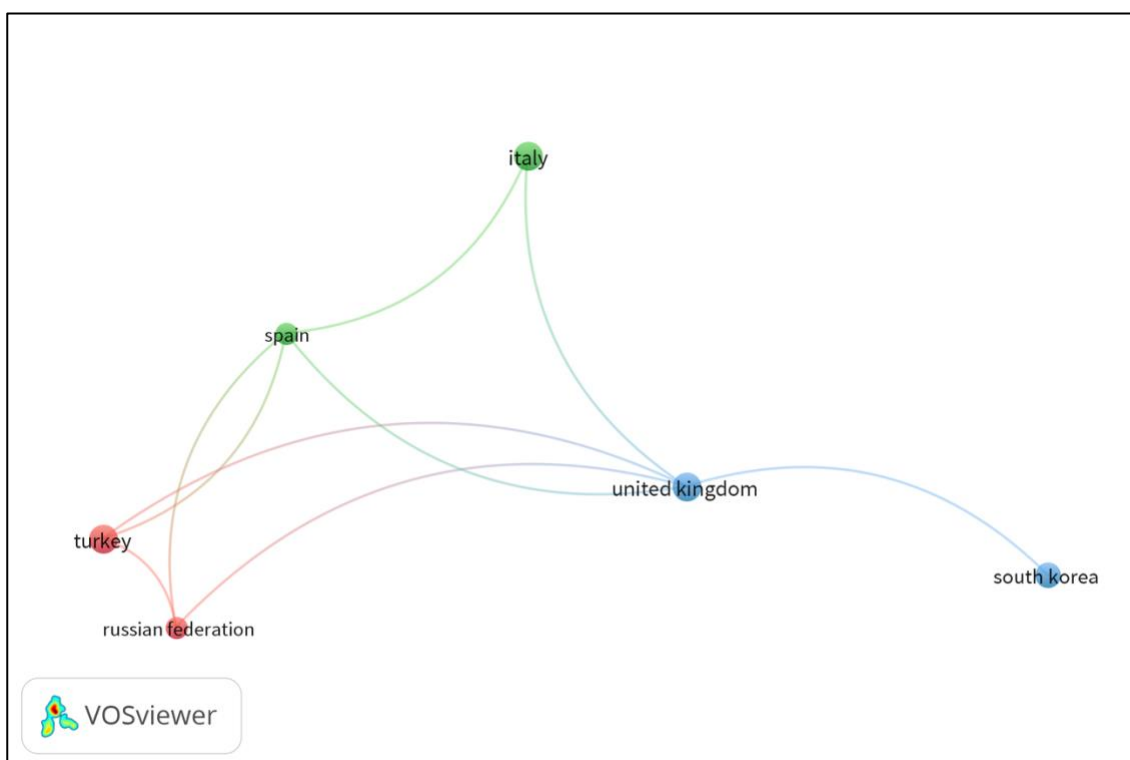 italy
spain
united kingdom
turkey
south korea
russian federation
VOSviewer